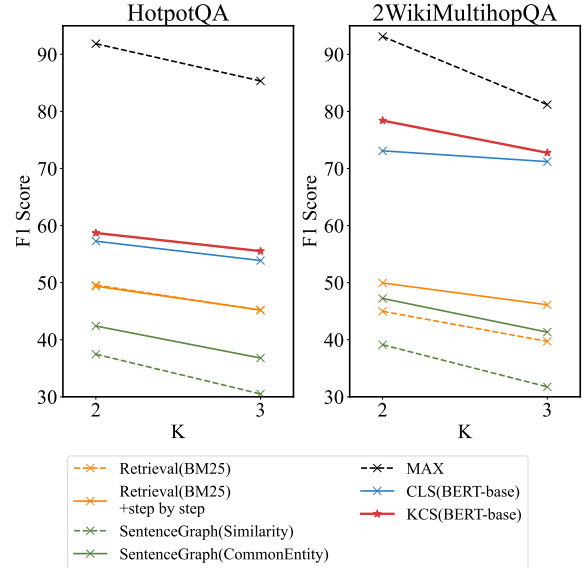 HotpotQA
2WikiMultihopQA
F1 Score
90
80
70
60
50
40
30
2
3
K
F1 Score
90
80
70
60
50
40
30
2
3
K
Retrieval(BM25)
Retrieval(BM25)
+step by step
SentenceGraph(Similarity)
SentenceGraph(CommonEntity)
MAX
CLS(BERT-base)
KCS(BERT-base)